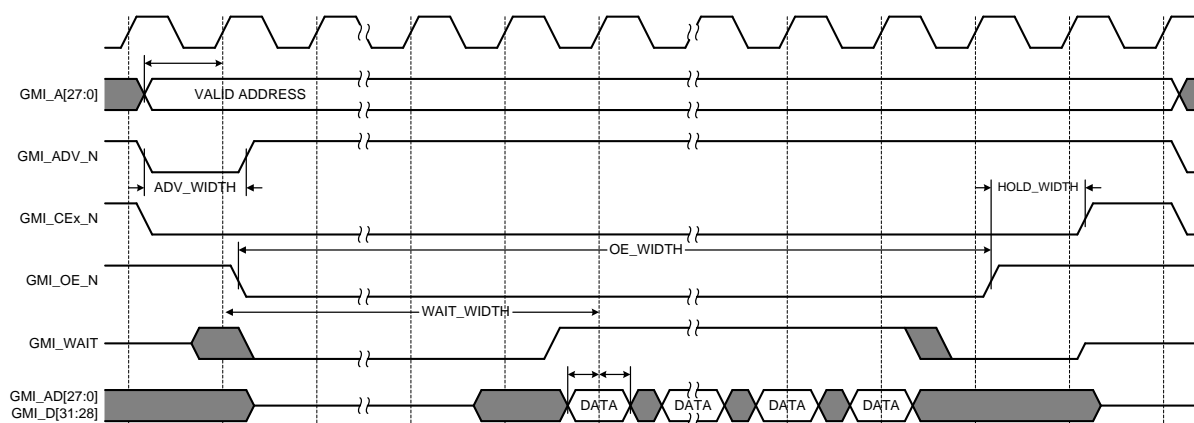 GMI_A[27:0]
VALID ADDRESS
GMI_ADV_N
ADV_WIDTH
HOLD_WIDTH
GMI_CEx_N
OE_WIDTH
GMI_OE_N
WAIT_WIDTH
GMI_WAIT
GMI_AD[27:0]
GMI_D[31:28]
DATA
DATA
DATA
DATA